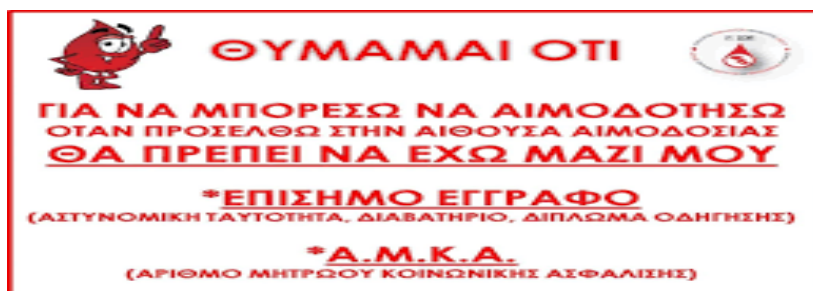 ΘΥΜΑΜΑΙ ΟΤΙ
ΓΙΑ ΝΑ ΜΠΟΡΕΣΩ ΝΑ ΑΙΜΟΔΟΤΗΣΩ
ΟΤΑΝ ΠΡΟΣΕΛΘΩ ΣΤΗΝ ΑΙΘΟΥΣΑ ΑΙΜΟΔΟΣΙΑΣ
ΘΑ ΠΡΕΠΕΙ ΝΑ ΕΧΩ ΜΑΖΙ ΜΟΥ
*ΕΠΙΣΗΜΟ ΕΓΓΡΑΦΟ
(ΑΣΤΥΝΟΜΙΚΗ ΤΑΥΤΟΤΗΤΑ, ΔΙΑΒΑΤΗΡΙΟ, ΔΙΠΛΩΜΑ ΟΔΗΓΗΣΗΣ)
*Α.Μ.Κ.Α.
(ΑΡΙΘΜΟ ΜΗΤΡΩΟΥ ΚΟΙΝΩΝΙΚΗΣ ΑΣΦΑΛΙΣΗΣ)